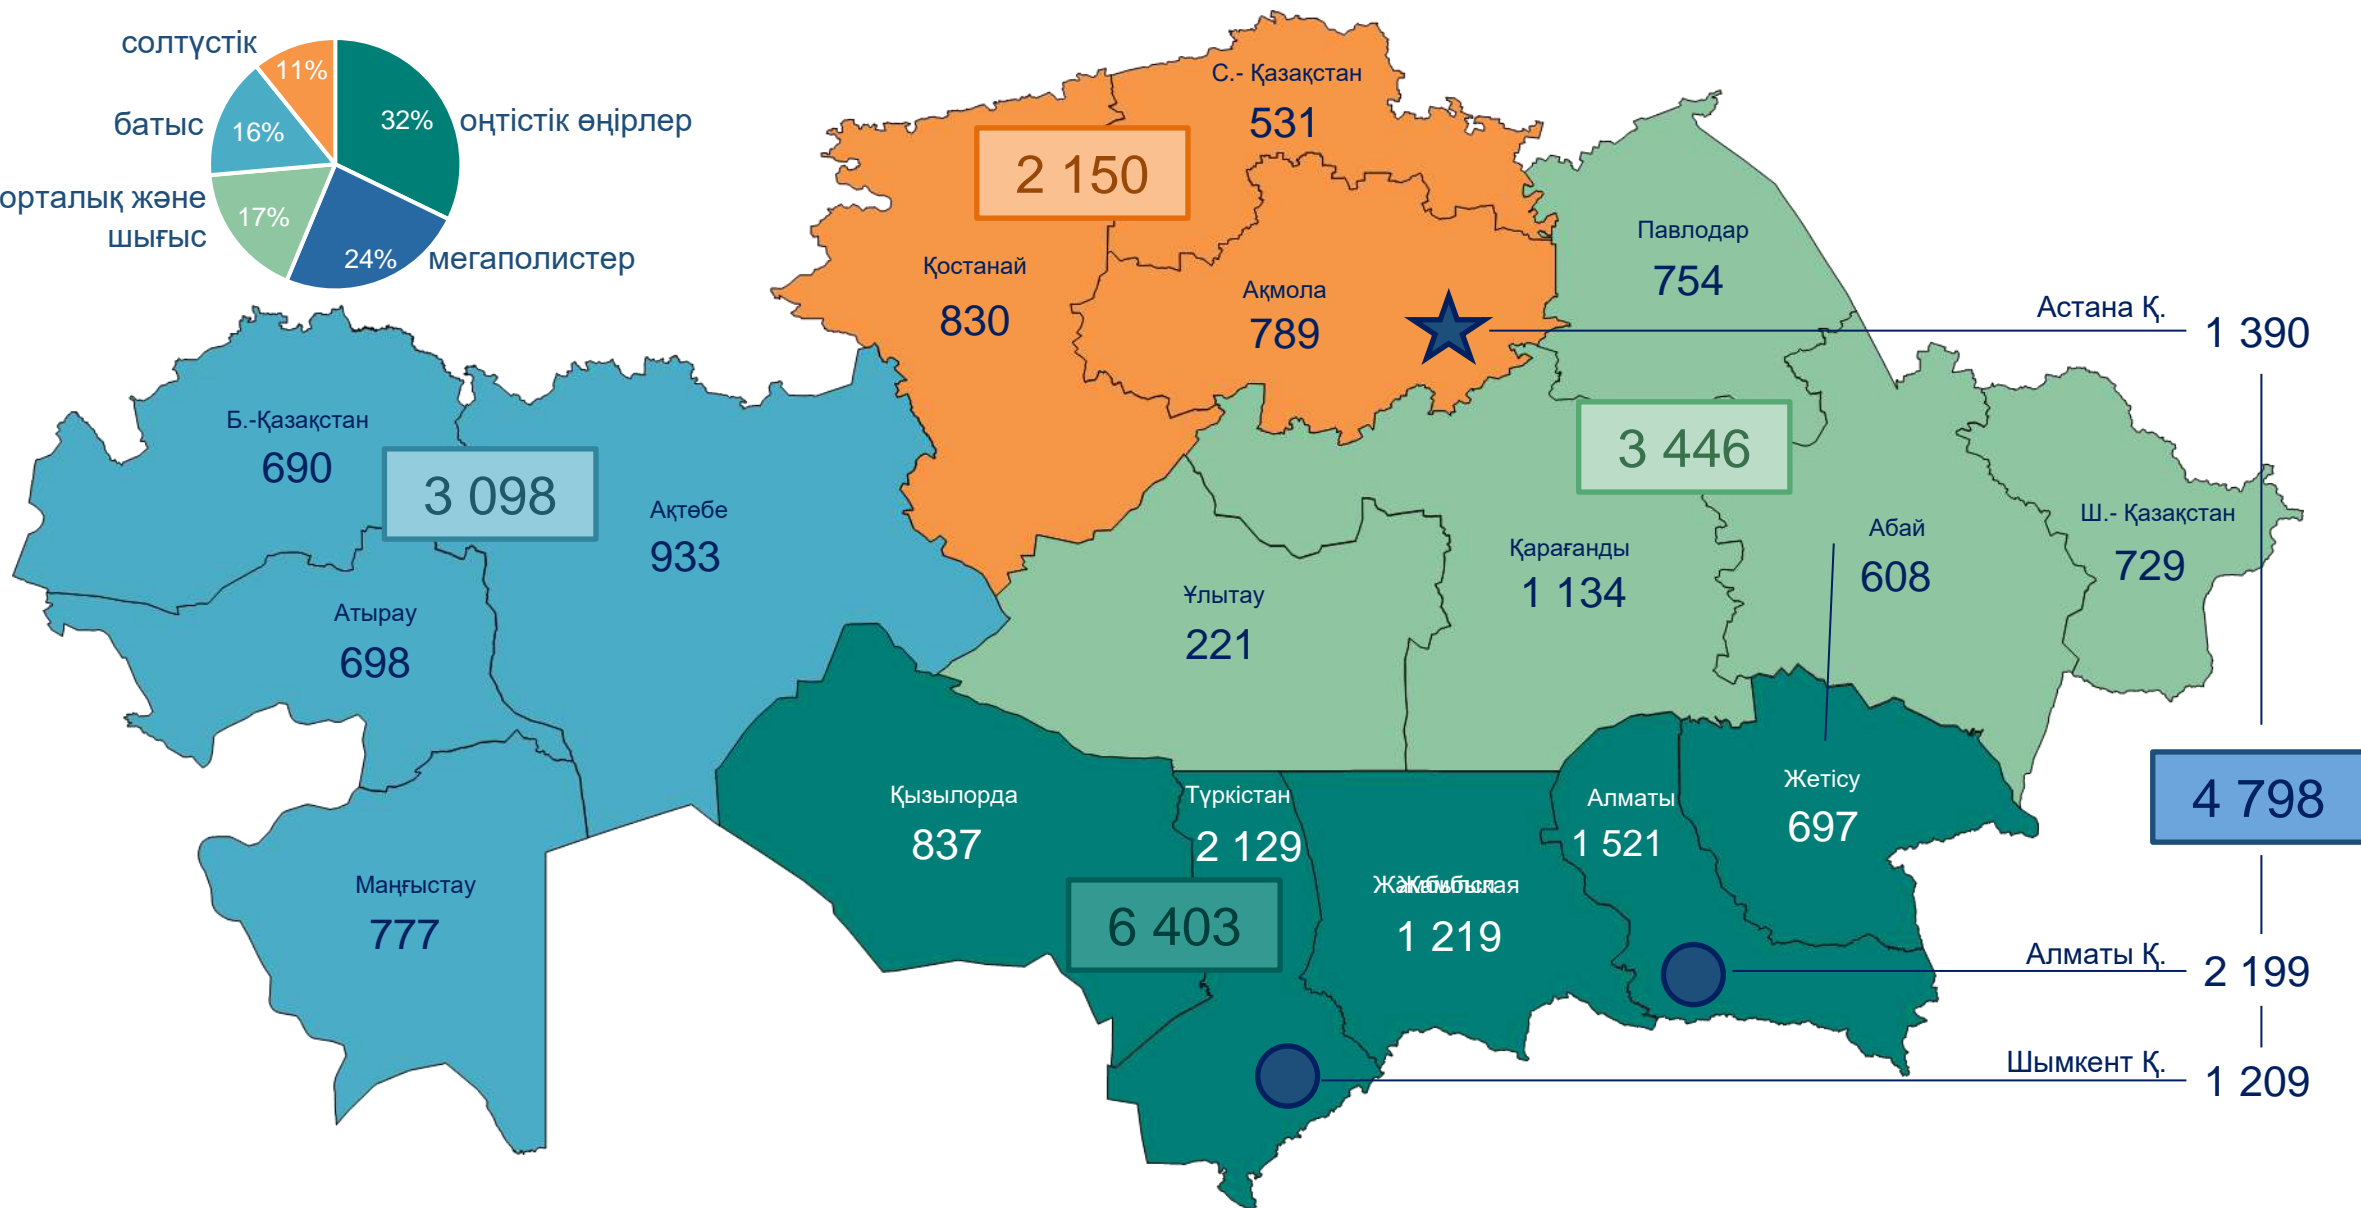 солтүстік
11%
32%
оңтістік өңірлер
батыс
16%
орталық және
шығыс
17%
24%
мегаполистер
С.- Қазақстан
531
2 150
Қостанай
830
Ақмола
789
Павлодар
754
Астана Қ.
1 390
Б.-Қазақстан
690
3 098
Ақтөбе
933
3 446
Ш.- Қазақстан
729
Абай
608
Қарағанды
1 134
Ұлытау
221
Атырау
698
Маңғыстау
777
Қызылорда
837
Түркістан
2 129
6 403
1 219
Алматы
1 521
Жетісу
697
4 798
Алматы Қ.
2 199
Шымкент Қ.
1 209